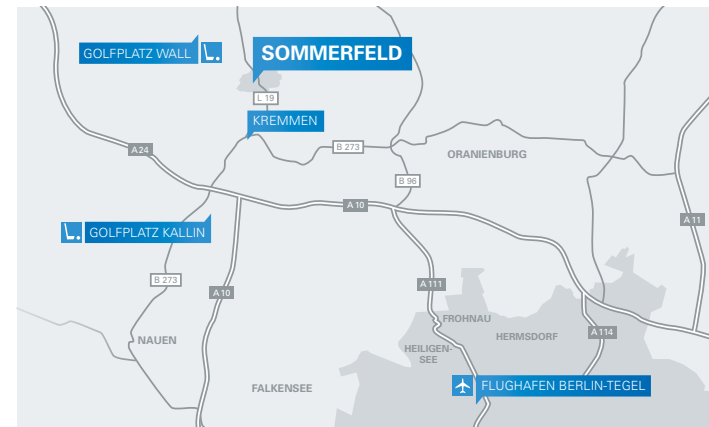 GOLFPLATZ WALL
SOMMERFELD
L 19
KREMMEN
A 24
B 273
ORANIENBURG
B 96
A 10
A 11
GOLFPLATZ KALLIN
B 273
A 10
A 111
FROHNAU
HERMSDORF
A 114
NAUEN
HEILIGEN-
SEE
FALKENSEE
FLUGHAFEN BERLIN-TEGEL